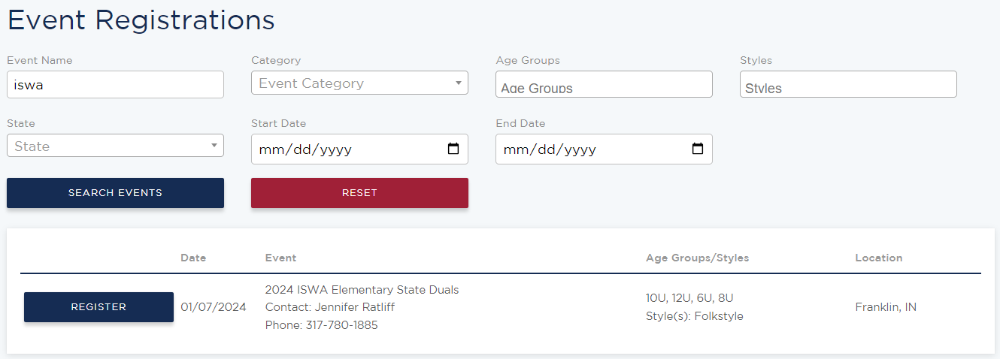 Event Registrations
Event Name
Category
Age Groups
Styles
iswa
Event Category
Age Groups
Styles
State
Start Date
End Date
State
mm/dd/yyyy
mm/dd/yyyy
SEARCH EVENTS
RESET
Date
Event
Age Groups/Styles
Location
REGISTER
01/07/2024
2024 ISWA Elementary State Duals
Contact: Jennifer Ratliff
Phone: 317-780-1885
10U, 12U, 6U, 8U
Style(s): Folkstyle
Franklin, IN